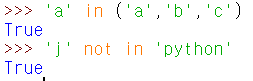 >>> 'a' in ('a','b','c')
True
>>> 'j' not in 'python'
True